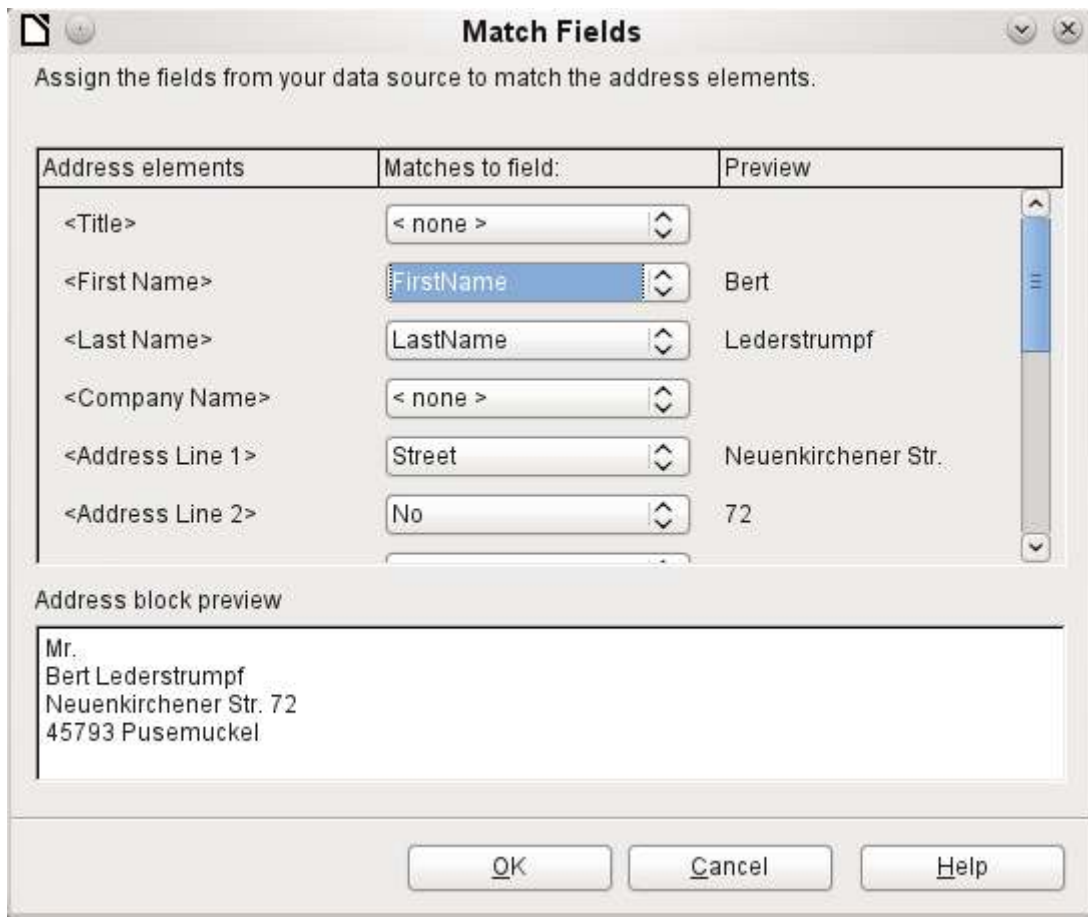 Match Fields
Assign the fields from your data source to match the address elements.
Address elements Matches to field: Preview
<Title> < none >
<First Name> FirstName Bert
<Last Name> LastName Lederstrumpf
<Company Name> < none >
<Address Line 1> Street Neuenkirchener Str.
<Address Line 2> No 72
Address block preview
Mr.
Bert Lederstrumpf
Neuenkirchener Str. 72
45793 Pusemuckel
OK Cancel Help